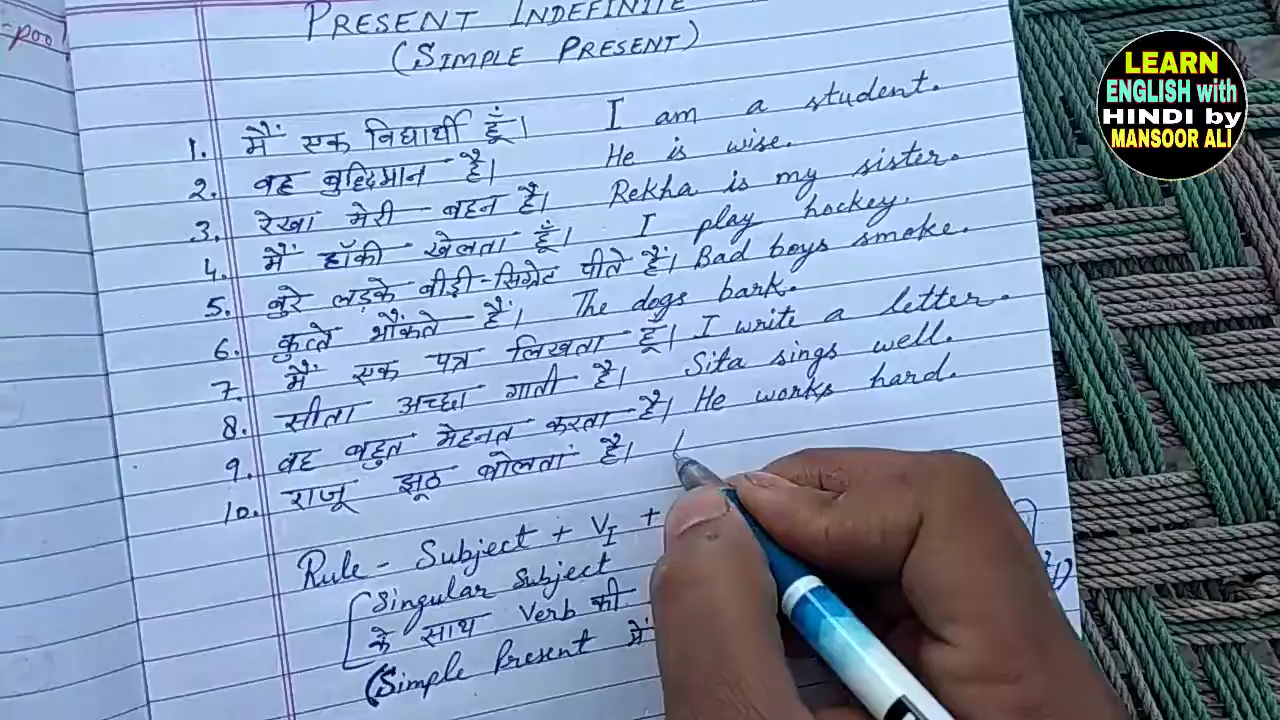 PRESENT INDEFINITE
(SIMPLE PRESENT)
1. मैं एक विद्यार्थी हूँ। I am a student.
2. वह बुद्धिमान है। He is wise.
3. रेखा मेरी बहन है। Rekha is my sister.
4. मैं हॉकी खेलता हूँ। I play hockey.
5. बुरे लड़के बीड़ी-सिग्रेट पीते हैं। Bad boys smoke.
6. कुत्ते भौंकते हैं। The dogs bark.
7. मैं एक पत्र लिखता हूँ। I write a letter.
8. सीता अच्छा गाती है। Sita sings well.
9. वह बहुत मेहनत करता है। He works hard.
10. राजू झूठ बोलता है।
Rule - Subject + VI +
Singular subject
के साथ Verb की
(Simple Present में
LEARN
ENGLISH with
HINDI by
MANSOOR ALI